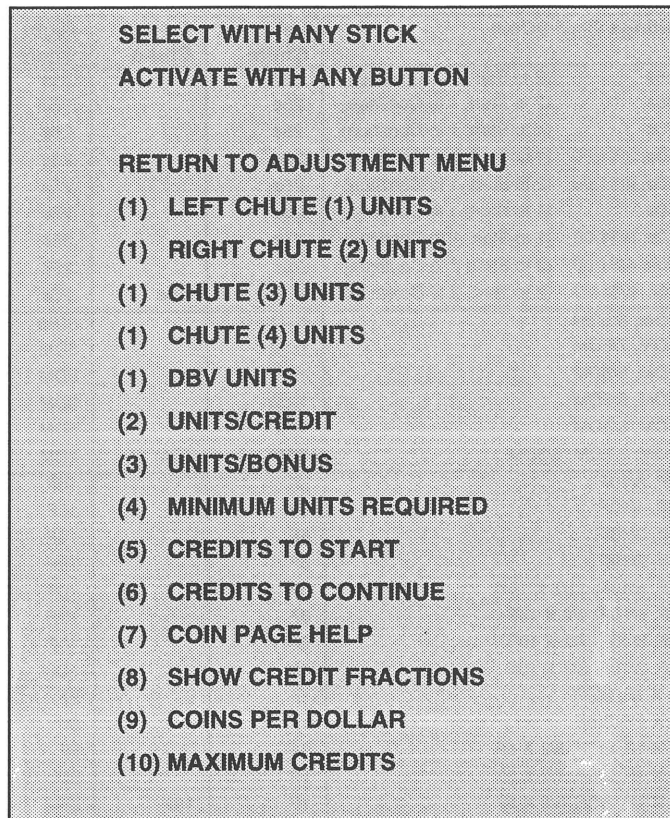 SELECT WITH ANY STICK
ACTIVATE WITH ANY BUTTON
RETURN TO ADJUSTMENT MENU
(1) LEFT CHUTE (1) UNITS
(1) RIGHT CHUTE (2) UNITS
(1) CHUTE (3) UNITS
(1) CHUTE (4) UNITS
(1) DBV UNITS
(2) UNITS/CREDIT
(3) UNITS/BONUS
(4) MINIMUM UNITS REQUIRED
(5) CREDITS TO START
(6) CREDITS TO CONTINUE
(7) COIN PAGE HELP
(8) SHOW CREDIT FRACTIONS
(9) COINS PER DOLLAR
(10) MAXIMUM CREDITS